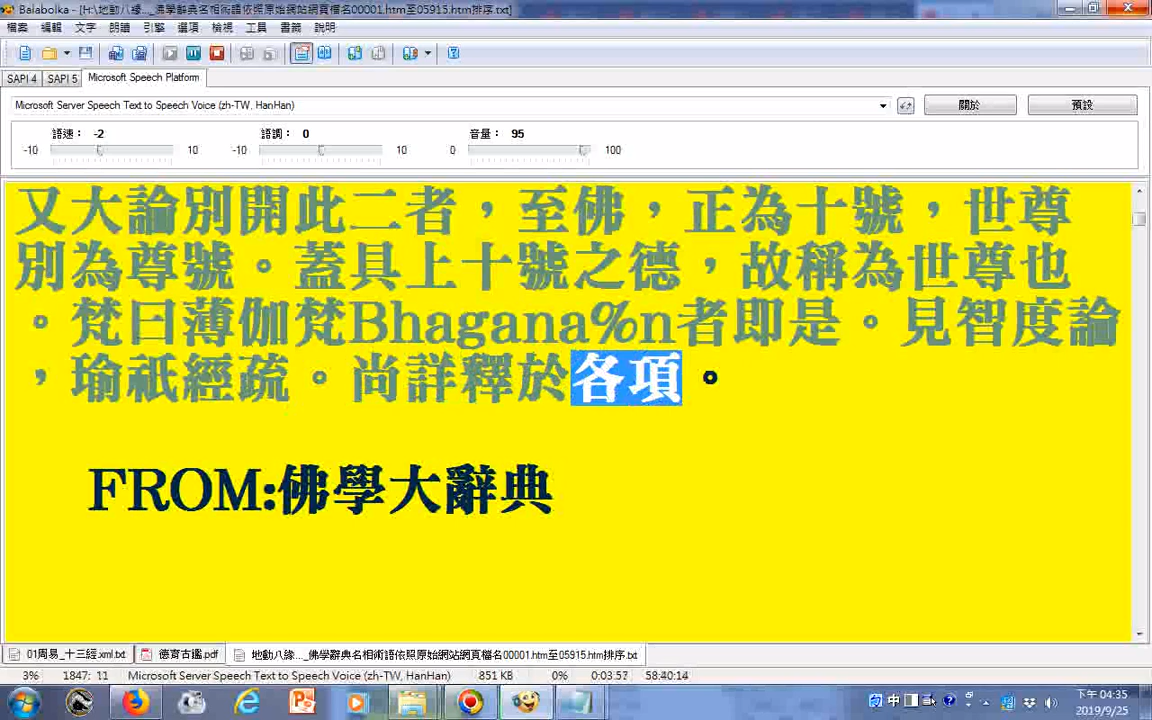 Balabolka - [H:\地動八緣..._佛學辭典名相術語依照原始網站網頁檔名00001.htm至05915.htm排序.txt]
檔案 編輯 文字 朗讀 引擎 選項 檢視 工具 書籤 說明
SAPI 4 SAPI 5 Microsoft Speech Platform
Microsoft Server Speech Text to Speech Voice (zh-TW, HanHan) 關於 預設
語速： -2 語調： 0 音量： 95
-10 10 -10 10 0 100
又大論別開此二者，至佛，正為十號，世尊
別為尊號。蓋具上十號之德，故稱為世尊也
。梵曰薄伽梵Bhagana%n者即是。見智度論
，瑜祇經疏。尚詳釋於各項。
FROM:佛學大辭典
01周易_十三經.xml.txt 德育古鑑.pdf 地動八緣..._佛學辭典名相術語依照原始網站網頁檔名00001.htm至05915.htm排序.txt
3% 1847: 11 Microsoft Server Speech Text to Speech Voice (zh-TW, HanHan) 851 KB 0% 58:40:14
中 下午 04:35
2019/9/25